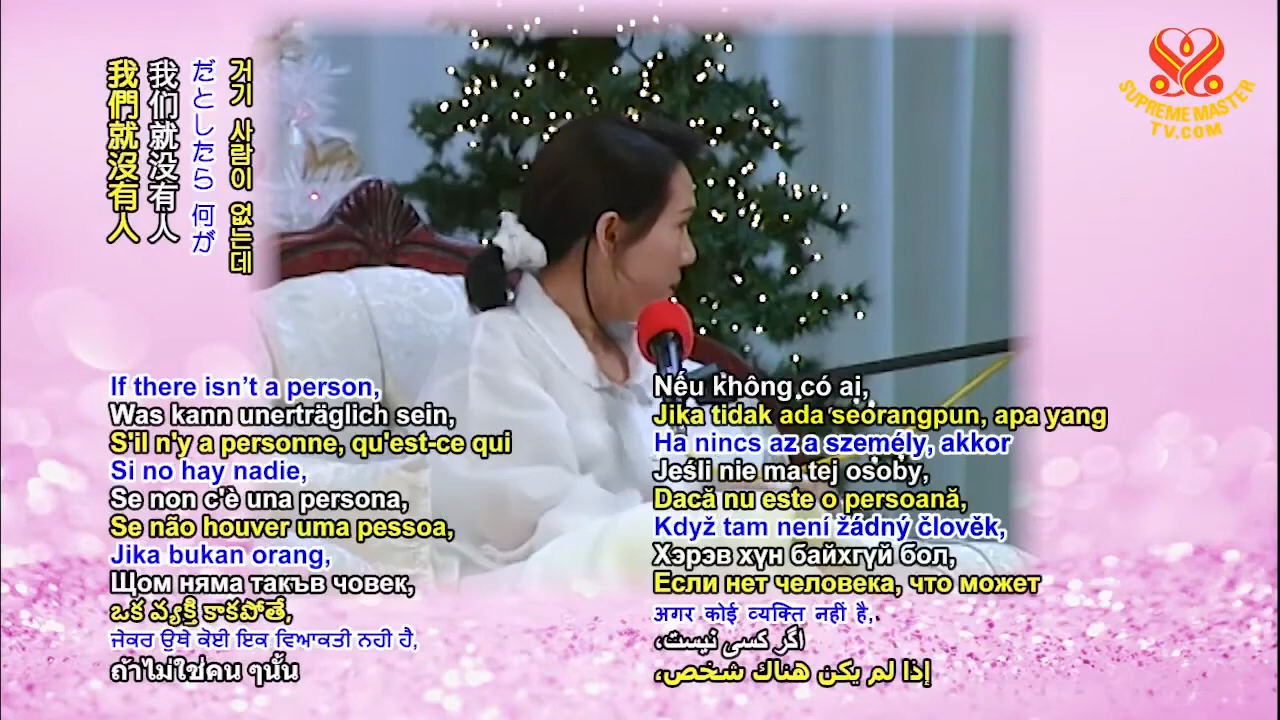 我們就沒有人
我们就没有人
だとしたら 何が
거기 사람이 없는데
SUPREME MASTER
TV.COM
If there isn’t a person,
Was kann unerträglich sein,
S'il n'y a personne, qu'est-ce qui
Si no hay nadie,
Se non c'è una persona,
Se não houver uma pessoa,
Jika bukan orang,
Щом няма такъв човек,
ఒక వ్యక్తి కాకపోతే,
ਜੇਕਰ ਉਥੇ ਕੋਈ ਇਕ ਵਿਆਕਤੀ ਨਹੀ ਹੈ,
ถ้าไม่ใช่คน ๆนั้น
Nếu không có ai,
Jika tidak ada seorangpun, apa yang
Ha nincs az a személy, akkor
Jeśli nie ma tej osoby,
Dacă nu este o persoană,
Když tam není žádný člověk,
Хэрэв хүн байхгүй бол,
Если нет человека, что может
अगर कोई व्यक्ति नहीं है,
اگر کسی نیست،
إذا لم يكن هناك شخص،